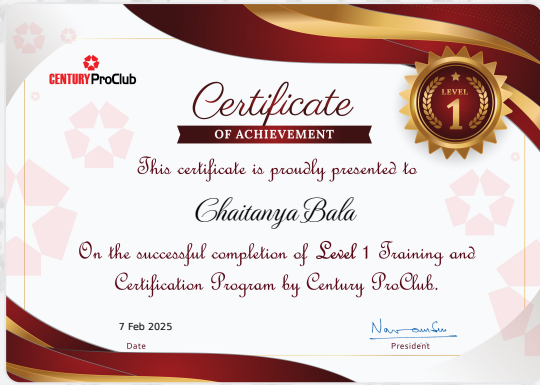 CENTURY ProClub
LEVEL
1
Certificate
OF ACHIEVEMENT
This certificate is proudly presented to
Chaitanya Bala
On the successful completion of Level 1 Training and
Certification Program by Century ProClub.
7 Feb 2025
Date
President